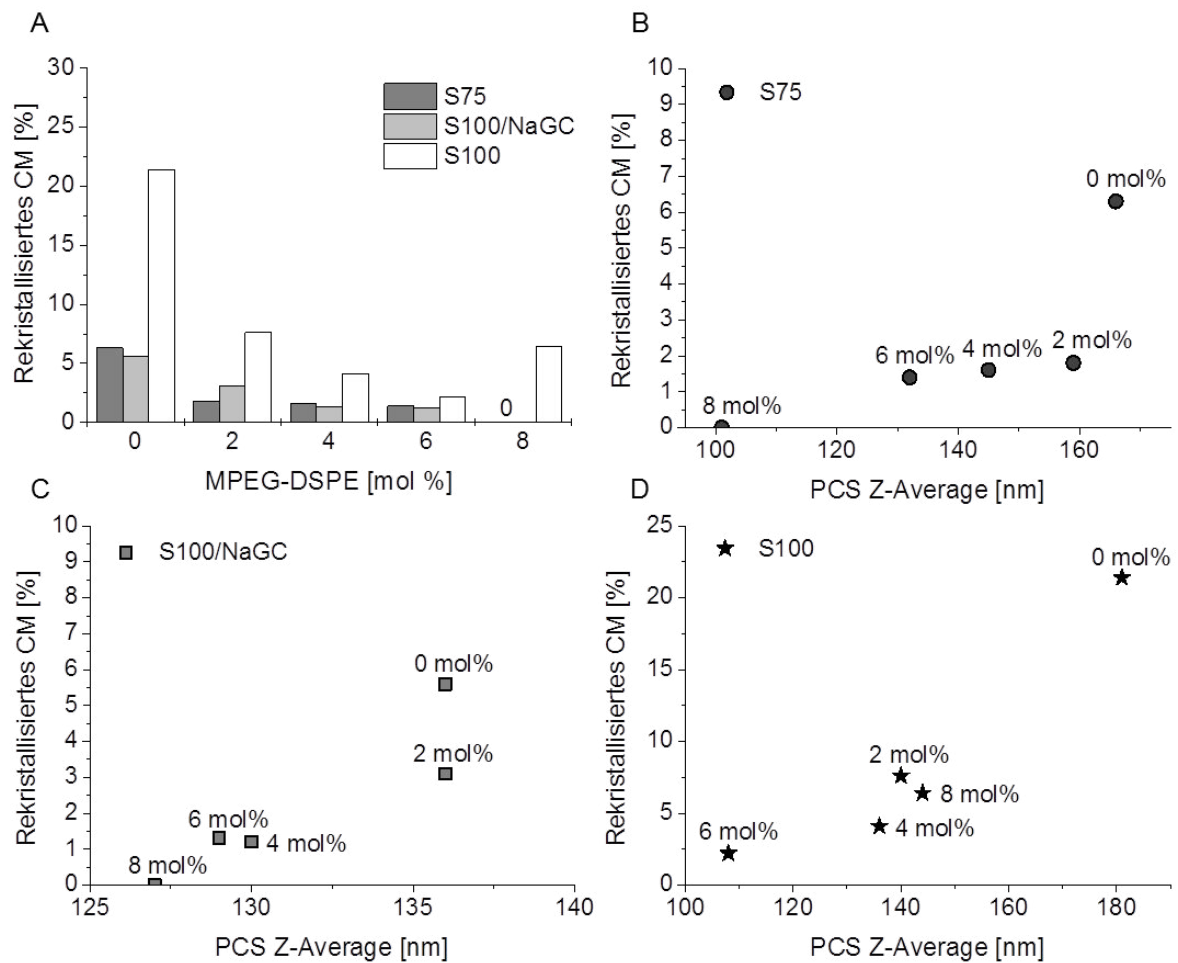 A
Rekristallisiertes CM [%]
30
25
20
15
10
5
0
S75
S100/NaGC
S100
0
0 2 4 6 8
MPEG-DSPE [mol %]
B
Rekristallisiertes CM [%]
10
9
8
7
6
5
4
3
2
1
0
S75
0 mol%
2 mol%
4 mol%
6 mol%
8 mol%
100 120 140 160
PCS Z-Average [nm]
C
Rekristallisiertes CM [%]
10
9
8
7
6
5
4
3
2
1
0
S100/NaGC
0 mol%
2 mol%
6 mol%
4 mol%
8 mol%
125 130 135 140
PCS Z-Average [nm]
D
Rekristallisiertes CM [%]
25
20
15
10
5
0
S100
0 mol%
2 mol%
8 mol%
4 mol%
6 mol%
100 120 140 160 180
PCS Z-Average [nm]